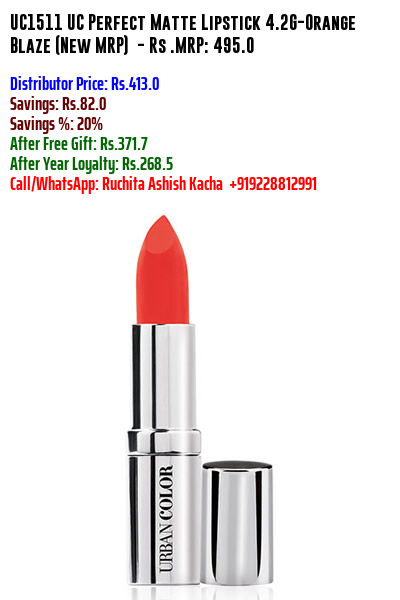 UC1511 UC Perfect Matte Lipstick 4.2G-Orange
Blaze (New MRP) - Rs .MRP: 495.0
Distributor Price: Rs.413.0
Savings: Rs.82.0
Savings %: 20%
After Free Gift: Rs.371.7
After Year Loyalty: Rs.268.5
Call/WhatsApp: Ruchita Ashish Kacha +919228812991
URBAN COLOR